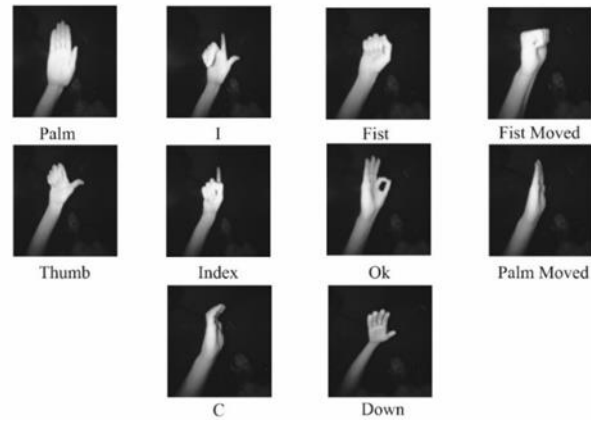 Palm
I
Fist
Fist Moved
Thumb
Index
Ok
Palm Moved
C
Down